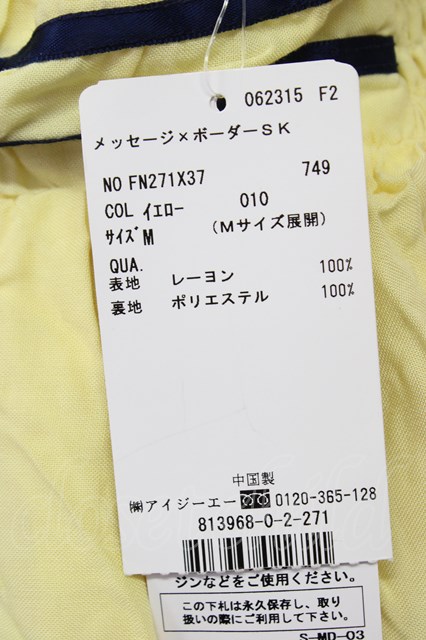 062315 F2
メッセージ×ボーダーSK
NO FN271X37 749
COL イエロー 010
サイズ M (Mサイズ展開)
QUA.
表地 レーヨン 100%
裏地 ポリエステル 100%
中国製
㈱アイジーエー 0120-365-128
813968-0-2-271
ジンなどをご使用ください。
この下札は永久保存し、取り
扱いの際にご利用下さい。
S-MD-03